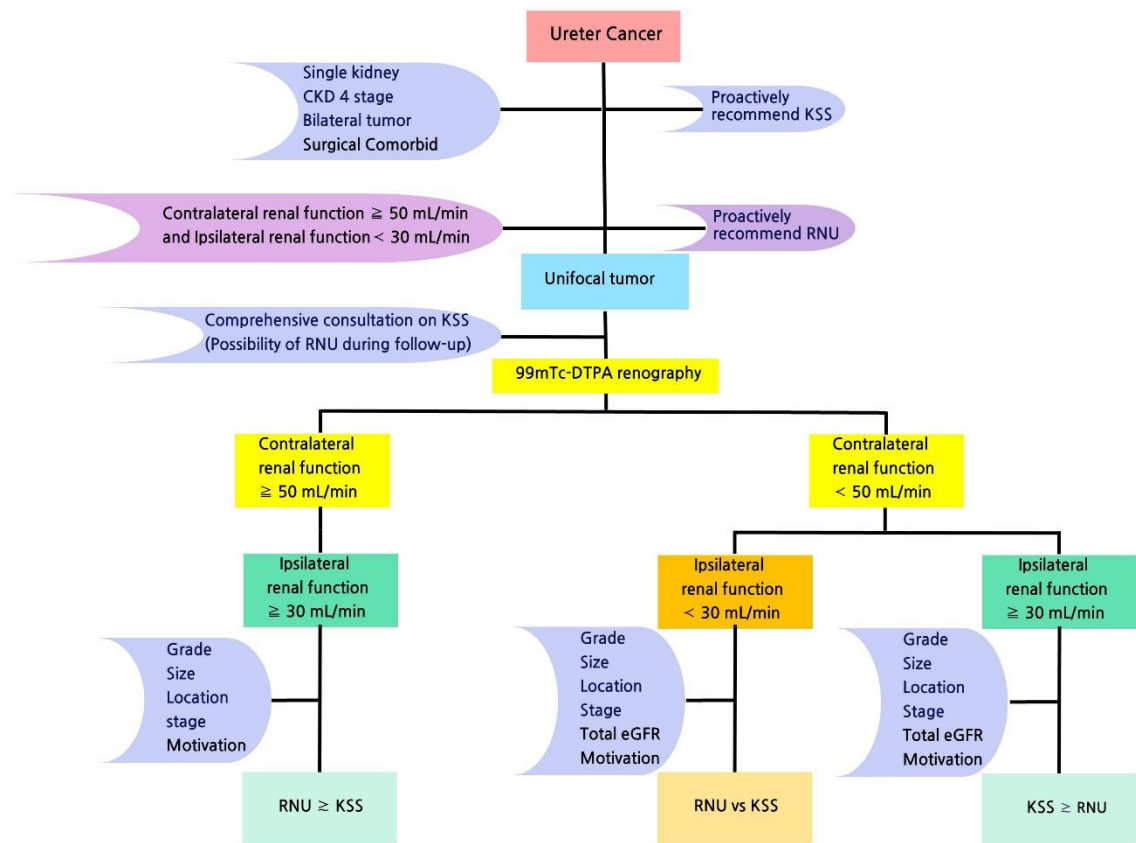 Ureter Cancer
Single kidney
CKD 4 stage
Bilateral tumor
Surgical Comorbid
Proactively
recommend KSS
Contralateral renal function ≧ 50 mL/min
and Ipsilateral renal function < 30 mL/min
Proactively
recommend RNU
Unifocal tumor
Comprehensive consultation on KSS
(Possibility of RNU during follow-up)
99mTc-DTPA renography
Contralateral
renal function
≧ 50 mL/min
Contralateral
renal function
< 50 mL/min
Ipsilateral
renal function
≧ 30 mL/min
Ipsilateral
renal function
< 30 mL/min
Ipsilateral
renal function
≧ 30 mL/min
Grade
Size
Location
stage
Motivation
Grade
Size
Location
Stage
Total eGFR
Motivation
Grade
Size
Location
Stage
Total eGFR
Motivation
RNU ≥ KSS
RNU vs KSS
KSS ≳ RNU